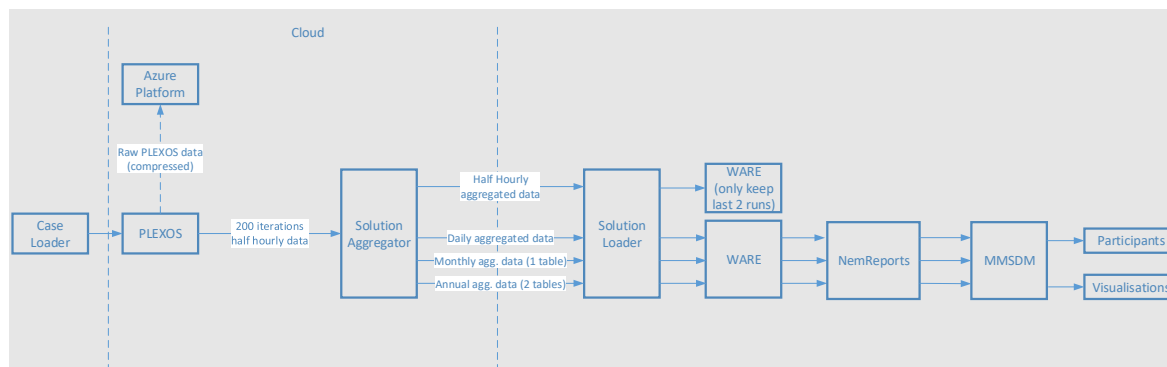 Cloud
Azure
Platform
Raw PLEXOS data
(compressed)
Case
Loader
PLEXOS
200 iterations
half hourly data
Solution
Aggregator
Half Hourly
aggregated data
Daily aggregated data
Monthly agg. data (1 table)
Annual agg. data (2 tables)
Solution
Loader
WARE
(only keep
last 2 runs)
WARE
NemReports
MMSDM
Participants
Visualisations